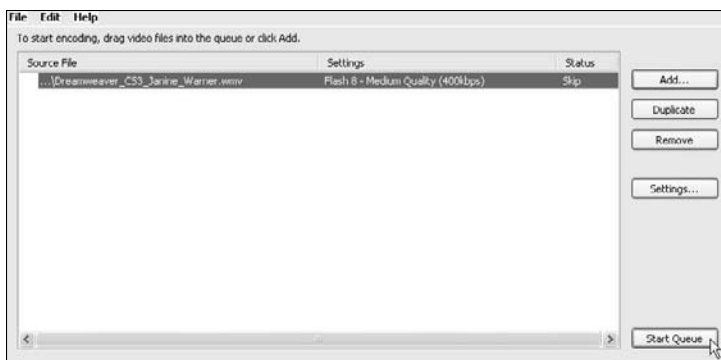 File Edit Help
To start encoding, drag video files into the queue or click Add.
Source File Settings Status
...\Dreamweaver_CS3_Janine_Warner.wmv Flash 8 - Medium Quality (400kbps) Skip
Add...
Duplicate
Remove
Settings...
Start Queue